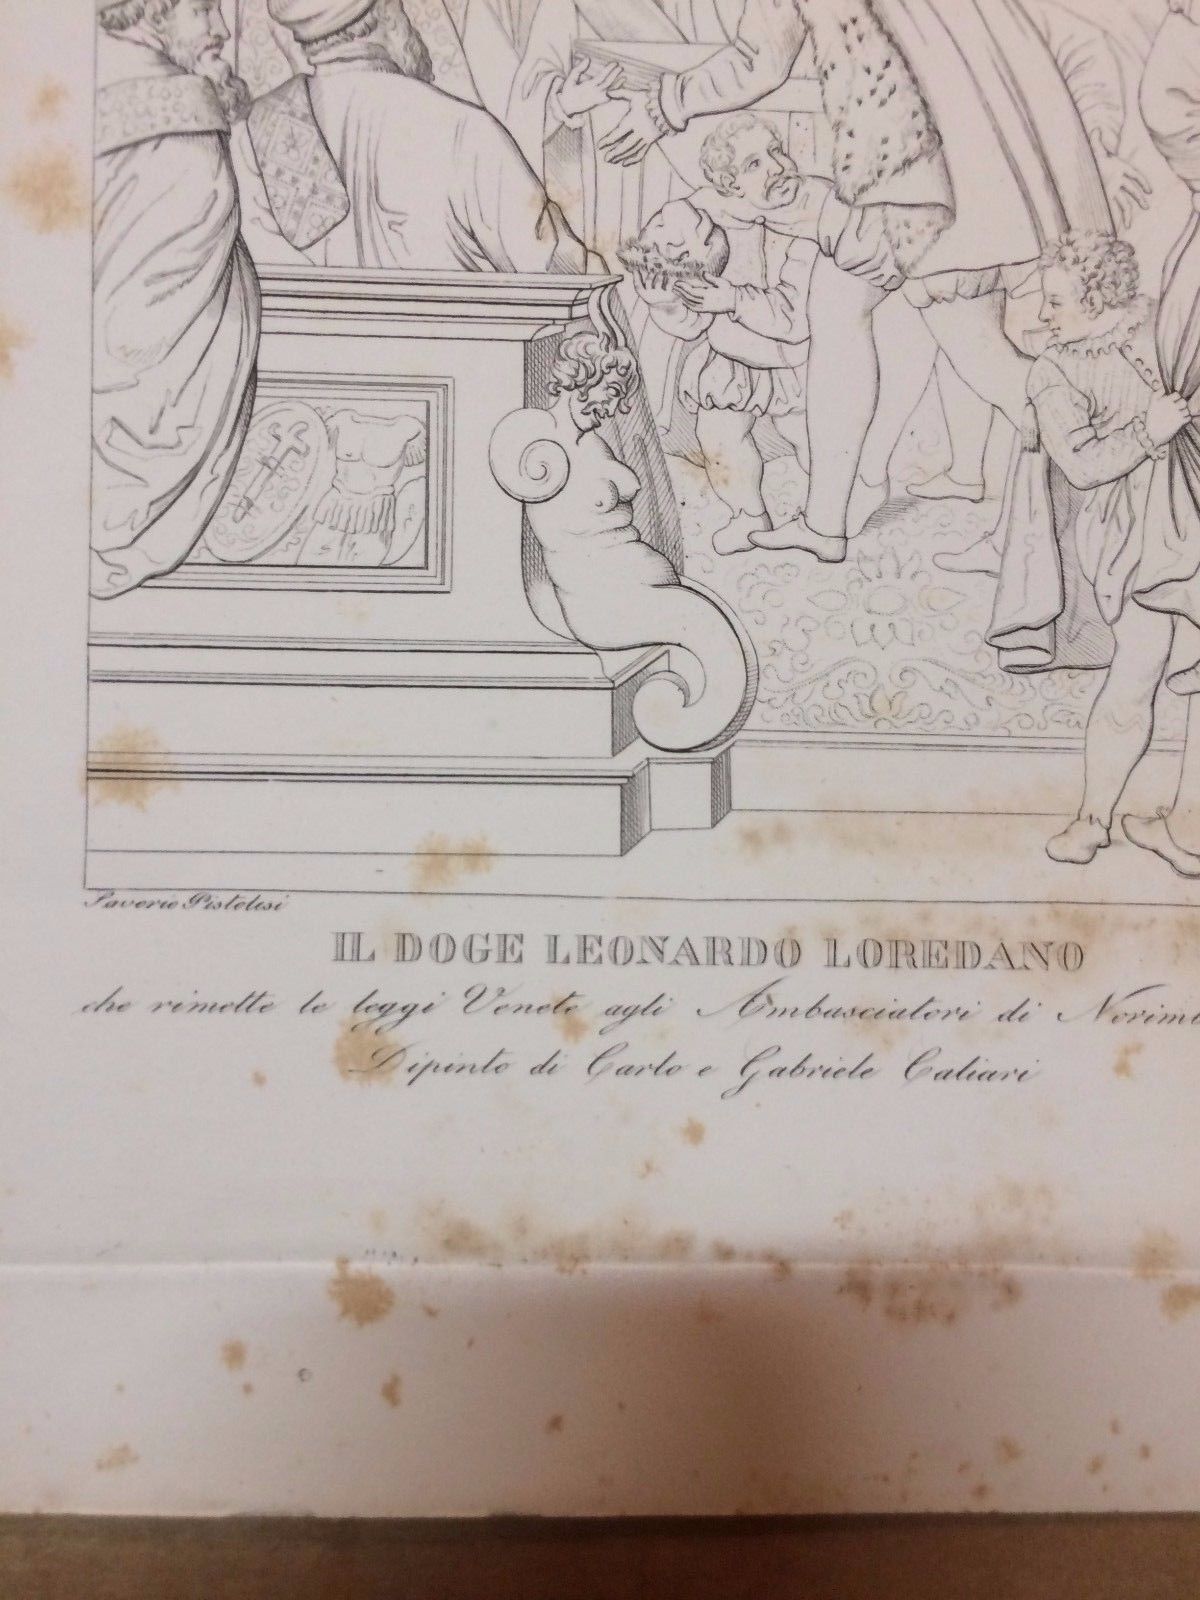 Saverio Pistolesi
IL DOGE LEONARDO LOREDANO
che rimette le leggi Venete agli Ambasciatori di Norim
Dipinto di Carlo e Gabriele Caliari